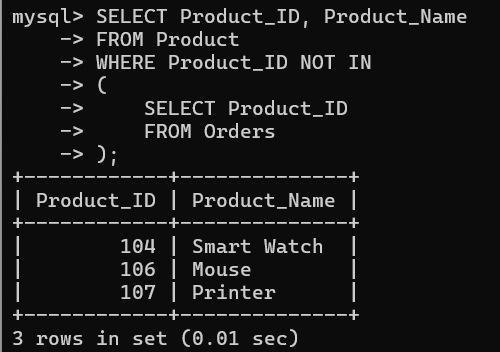 mysql> SELECT Product_ID, Product_Name
    -> FROM Product
    -> WHERE Product_ID NOT IN
    -> (
    ->     SELECT Product_ID
    ->     FROM Orders
    -> );
+------------+--------------+
| Product_ID | Product_Name |
+------------+--------------+
|        104 | Smart Watch  |
|        106 | Mouse        |
|        107 | Printer      |
+------------+--------------+
3 rows in set (0.01 sec)